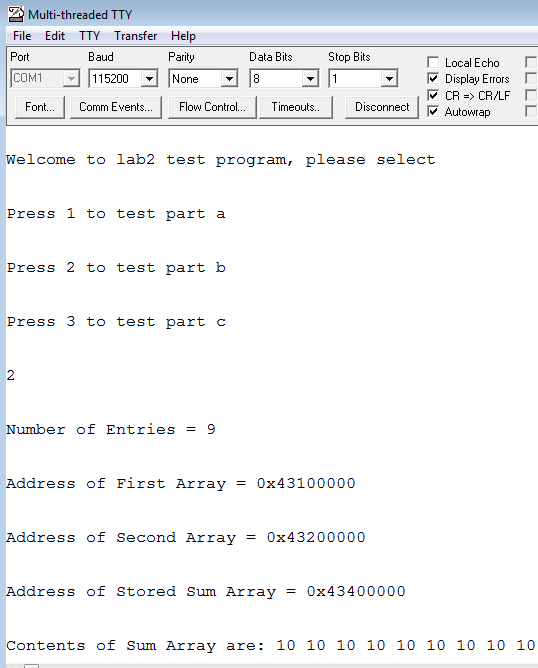 Multi-threaded TTY
File Edit TTY Transfer Help
Port Baud Parity Data Bits Stop Bits
COM1 115200 None 8 1
Local Echo
Display Errors
CR => CR/LF
Autowrap
Font... Comm Events... Flow Control... Timeouts.. Disconnect
Welcome to lab2 test program, please select
Press 1 to test part a
Press 2 to test part b
Press 3 to test part c
2
Number of Entries = 9
Address of First Array = 0x43100000
Address of Second Array = 0x43200000
Address of Stored Sum Array = 0x43400000
Contents of Sum Array are: 10 10 10 10 10 10 10 10 10